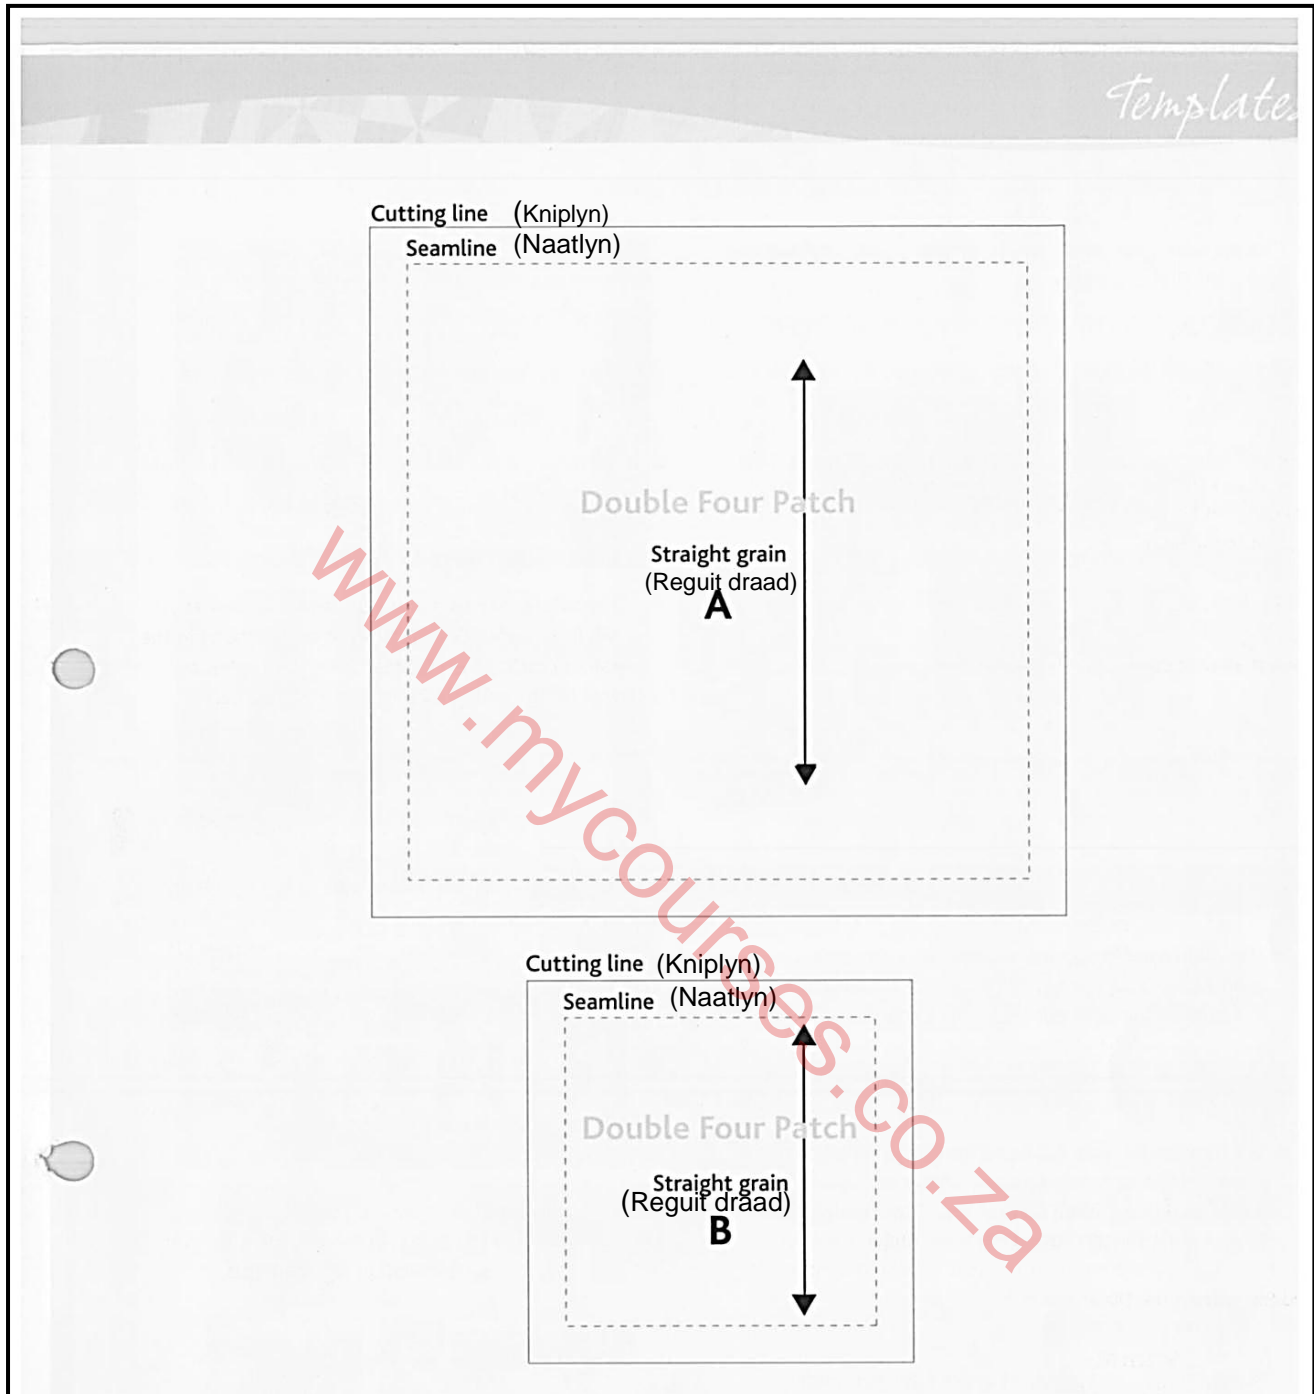 Templates
Cutting line (Kniplyn)
Seamline (Naatlyn)
Double Four Patch
Straight grain
(Reguit draad)
A
www.mycourses.co.za
Cutting line (Kniplyn)
Seamline (Naatlyn)
Double Four Patch
Straight grain
(Reguit draad)
B